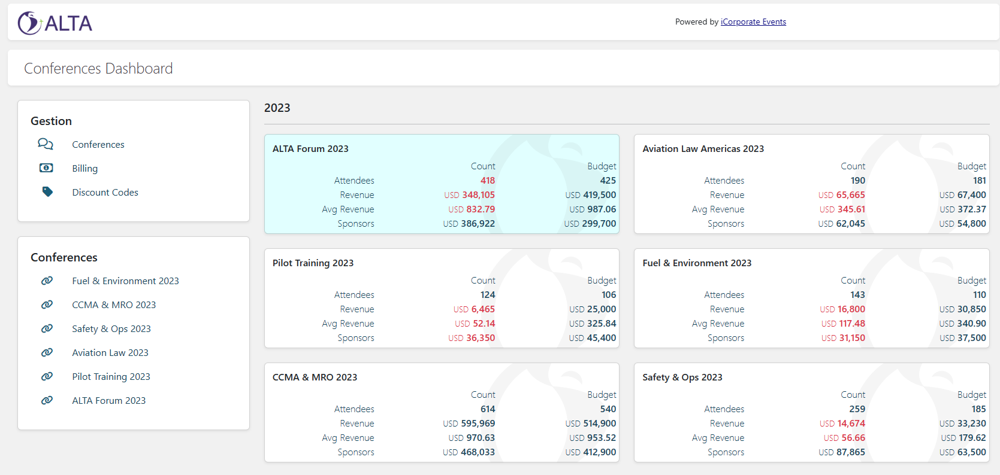 ALTA
Powered by iCorporate Events
Conferences Dashboard
Gestion
Conferences
Billing
Discount Codes
Conferences
Fuel & Environment 2023
CCMA & MRO 2023
Safety & Ops 2023
Aviation Law 2023
Pilot Training 2023
ALTA Forum 2023
2023
ALTA Forum 2023
Count Budget
Attendees 418 425
Revenue USD 348,105 USD 419,500
Avg Revenue USD 832.79 USD 987.06
Sponsors USD 386,922 USD 299,700
Aviation Law Americas 2023
Count Budget
Attendees 190 181
Revenue USD 65,665 USD 67,400
Avg Revenue USD 345.61 USD 372.37
Sponsors USD 62,045 USD 54,800
Pilot Training 2023
Count Budget
Attendees 124 106
Revenue USD 6,465 USD 25,000
Avg Revenue USD 52.14 USD 325.84
Sponsors USD 36,350 USD 45,400
Fuel & Environment 2023
Count Budget
Attendees 143 110
Revenue USD 16,800 USD 30,850
Avg Revenue USD 117.48 USD 340.90
Sponsors USD 31,150 USD 37,500
CCMA & MRO 2023
Count Budget
Attendees 614 540
Revenue USD 595,969 USD 514,900
Avg Revenue USD 970.63 USD 953.52
Sponsors USD 468,033 USD 412,900
Safety & Ops 2023
Count Budget
Attendees 259 185
Revenue USD 14,674 USD 33,230
Avg Revenue USD 56.66 USD 179.62
Sponsors USD 87,865 USD 63,500